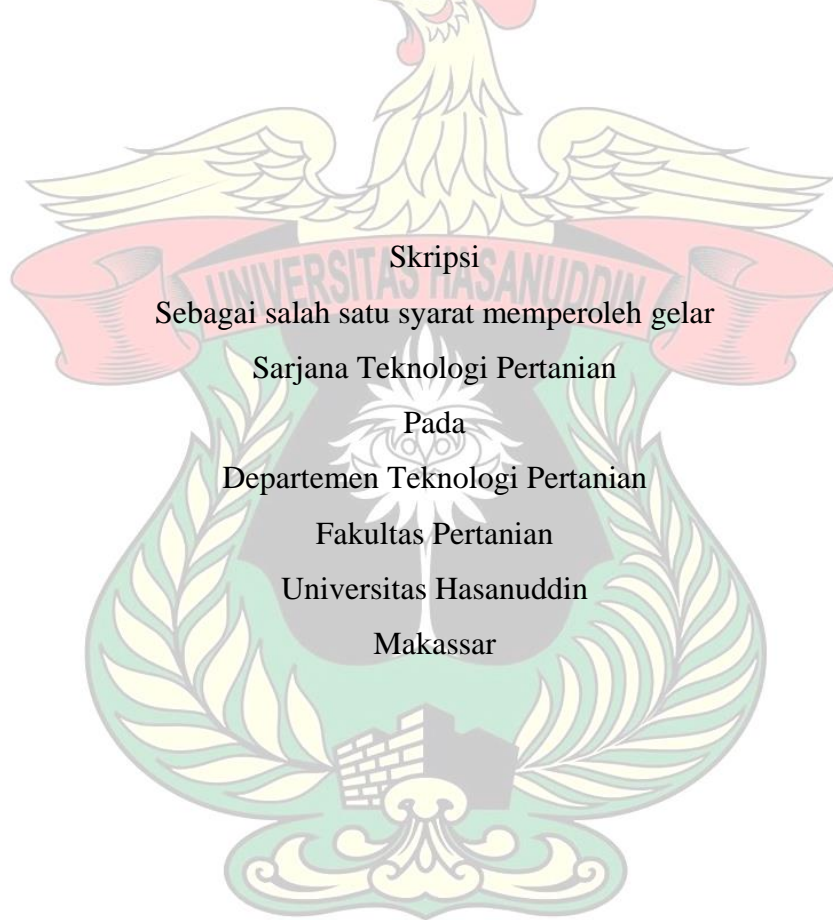 Skripsi
UNIVERSITAS HASANUDDIN
Sebagai salah satu syarat memperoleh gelar
Sarjana Teknologi Pertanian
Pada
Departemen Teknologi Pertanian
Fakultas Pertanian
Universitas Hasanuddin
Makassar